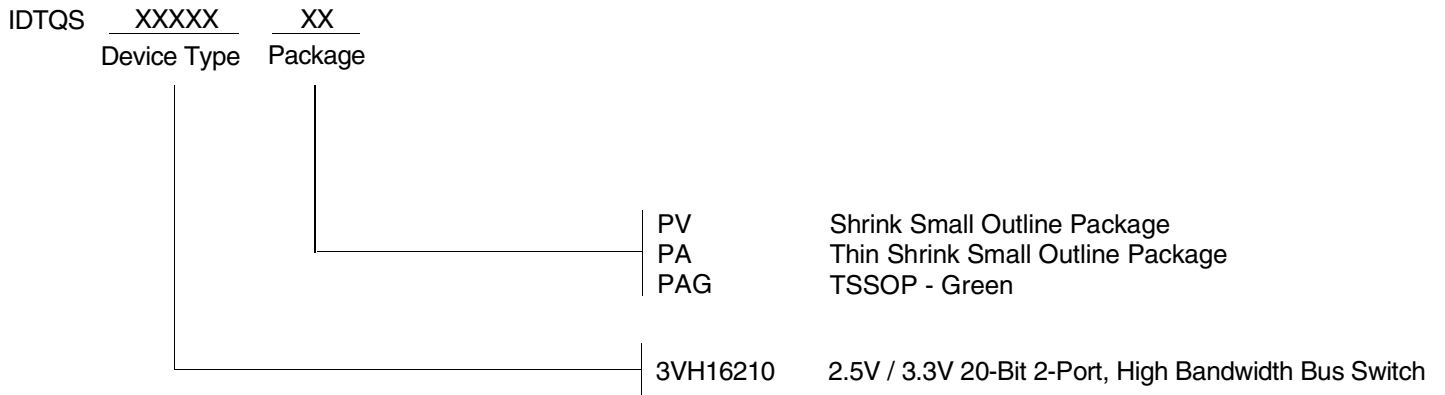 IDTQS XXXXX XX
Device Type Package
PV Shrink Small Outline Package
PA Thin Shrink Small Outline Package
PAG TSSOP - Green
3VH16210 2.5V / 3.3V 20-Bit 2-Port, High Bandwidth Bus Switch